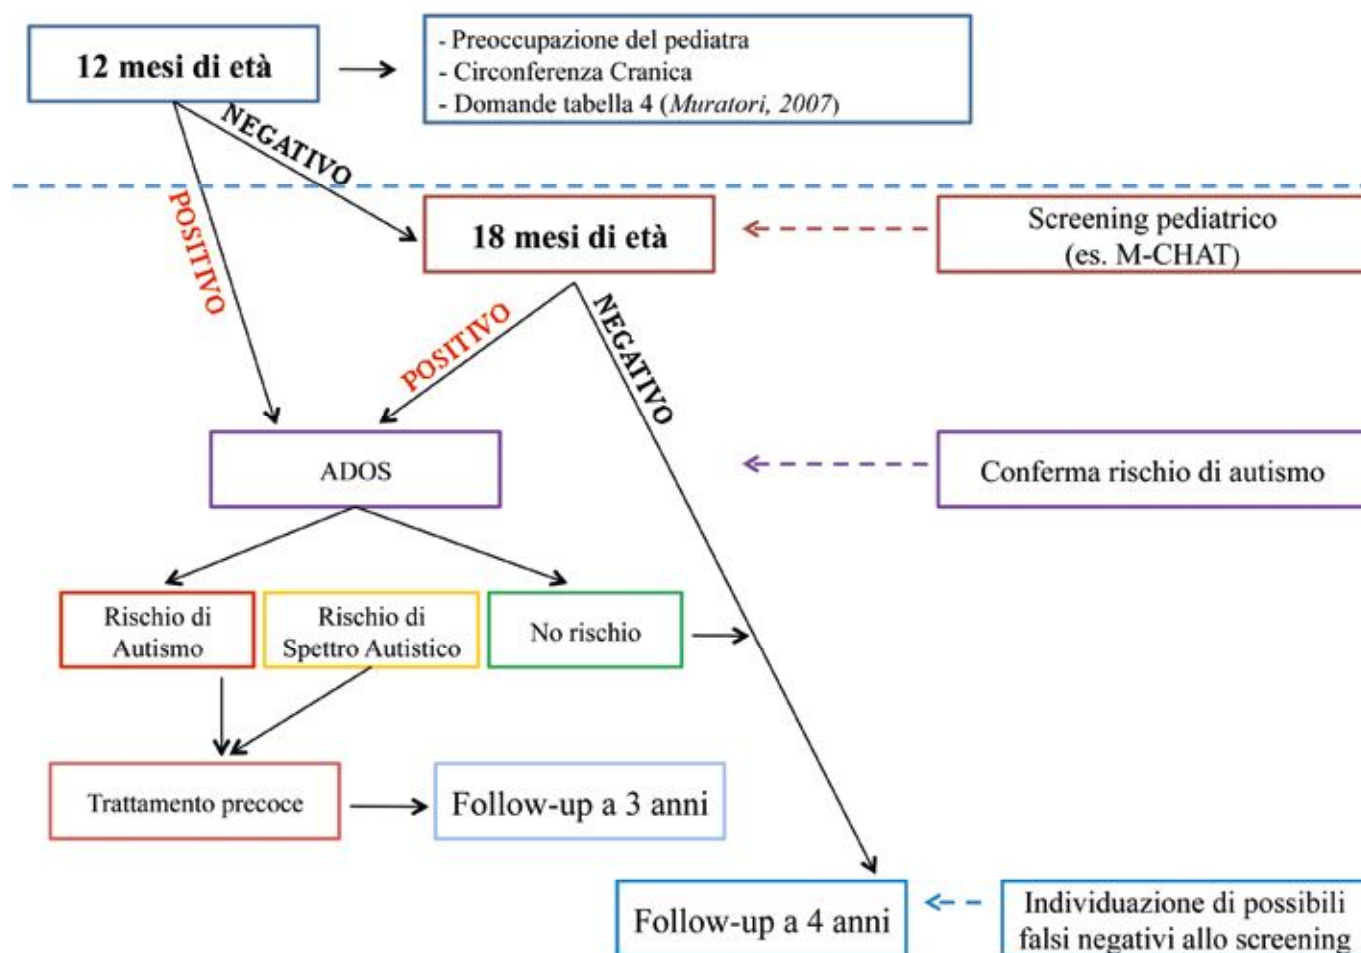 12 mesi di età
- Preoccupazione del pediatra
- Circonferenza Cranica
- Domande tabella 4 (Muratori, 2007)
NEGATIVO
POSITIVO
18 mesi di età
Screening pediatrico
(es. M-CHAT)
POSITIVO
NEGATIVO
ADOS
Conferma rischio di autismo
Rischio di
Autismo
Rischio di
Spettro Autistico
No rischio
Trattamento precoce
Follow-up a 3 anni
Follow-up a 4 anni
Individuazione di possibili
falsi negativi allo screening